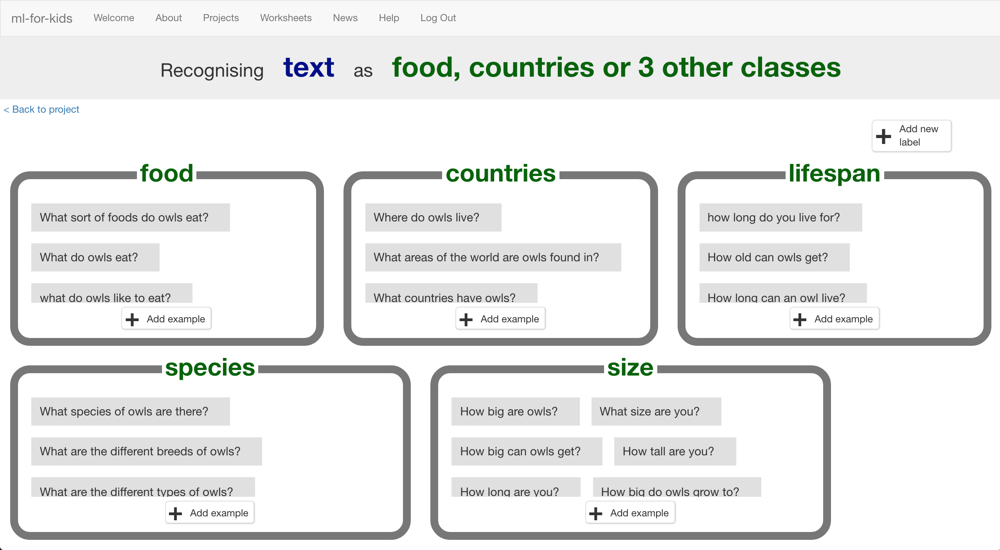 ml-for-kids Welcome About Projects Worksheets News Help Log Out
Recognising text as food, countries or 3 other classes
< Back to project
Add new
label
food
What sort of foods do owls eat?
What do owls eat?
what do owls like to eat?
Add example
countries
Where do owls live?
What areas of the world are owls found in?
What countries have owls?
Add example
lifespan
how long do you live for?
How old can owls get?
How long can an owl live?
Add example
species
What species of owls are there?
What are the different breeds of owls?
What are the different types of owls?
Add example
size
How big are owls? What size are you?
How big can owls get? How tall are you?
How long are you? How big do owls grow to?
Add example